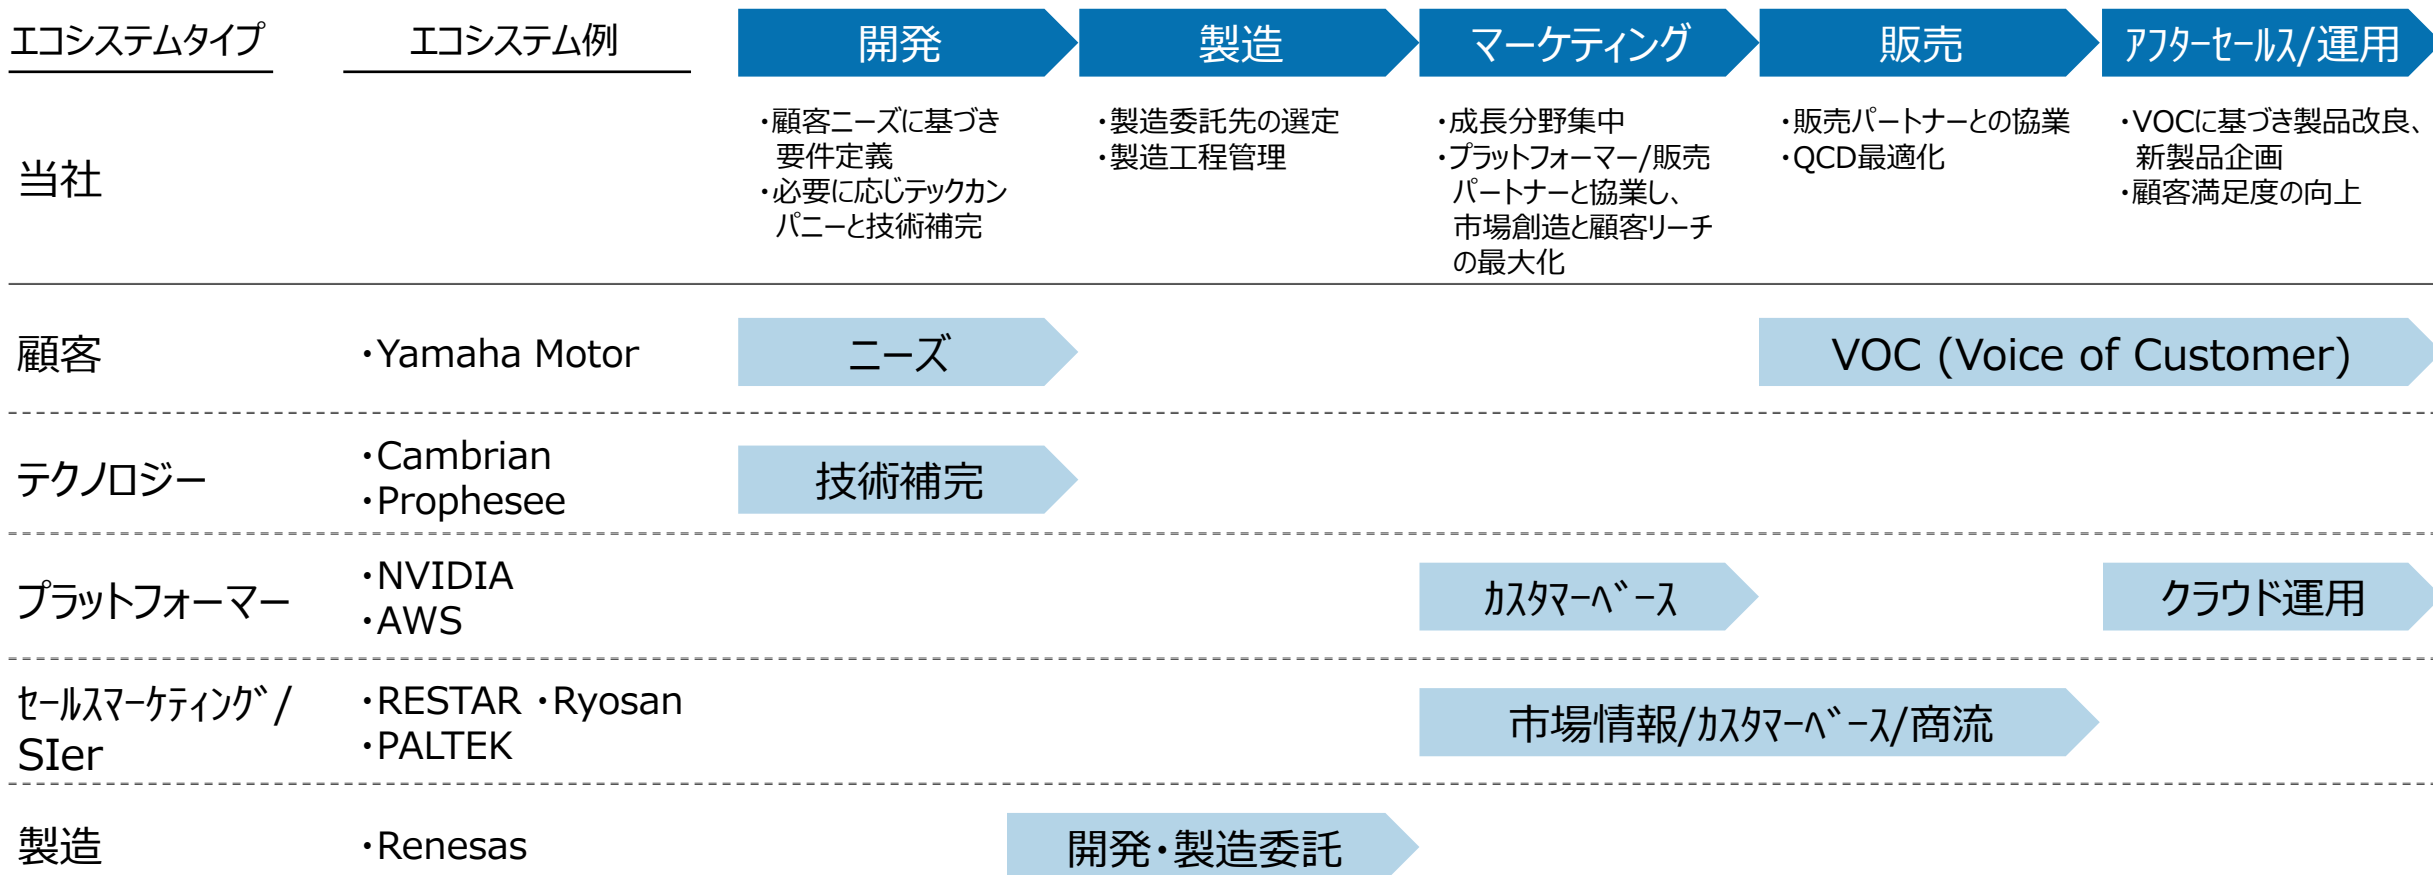 エコシステムタイプ
エコシステム例
開発
製造
マーケティング
販売
ｱﾌﾀｰｾｰﾙｽ/運用
当社
・顧客ニーズに基づき
要件定義
・必要に応じテックカン
パニーと技術補完
・製造委託先の選定
・製造工程管理
・成長分野集中
・プラットフォーマー/販売
パートナーと協業し、
市場創造と顧客リーチ
の最大化
・販売パートナーとの協業
・QCD最適化
・VOCに基づき製品改良、
新製品企画
・顧客満足度の向上
顧客
・Yamaha Motor
ニーズ
VOC (Voice of Customer)
テクノロジー
・Cambrian
・Prophesee
技術補完
プラットフォーマー
・NVIDIA
・AWS
ｶｽﾀﾏｰﾍﾞｰｽ
クラウド運用
ｾｰﾙｽﾏｰｹﾃｨﾝｸﾞ/
SIer
・RESTAR ・Ryosan
・PALTEK
市場情報/ｶｽﾀﾏｰﾍﾞｰｽ/商流
製造
・Renesas
開発・製造委託